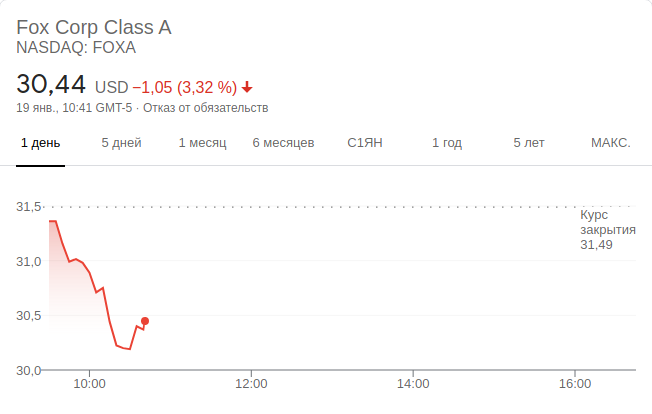 Fox Corp Class A
NASDAQ: FOXA
30,44 USD −1,05 (3,32 %)
19 янв., 10:41 GMT-5 · Отказ от обязательств
1 день 5 дней 1 месяц 6 месяцев С1ЯН 1 год 5 лет МАКС.
31,5
Курс
закрытия
31,49
31,0
30,5
30,0
10:00 12:00 14:00 16:00